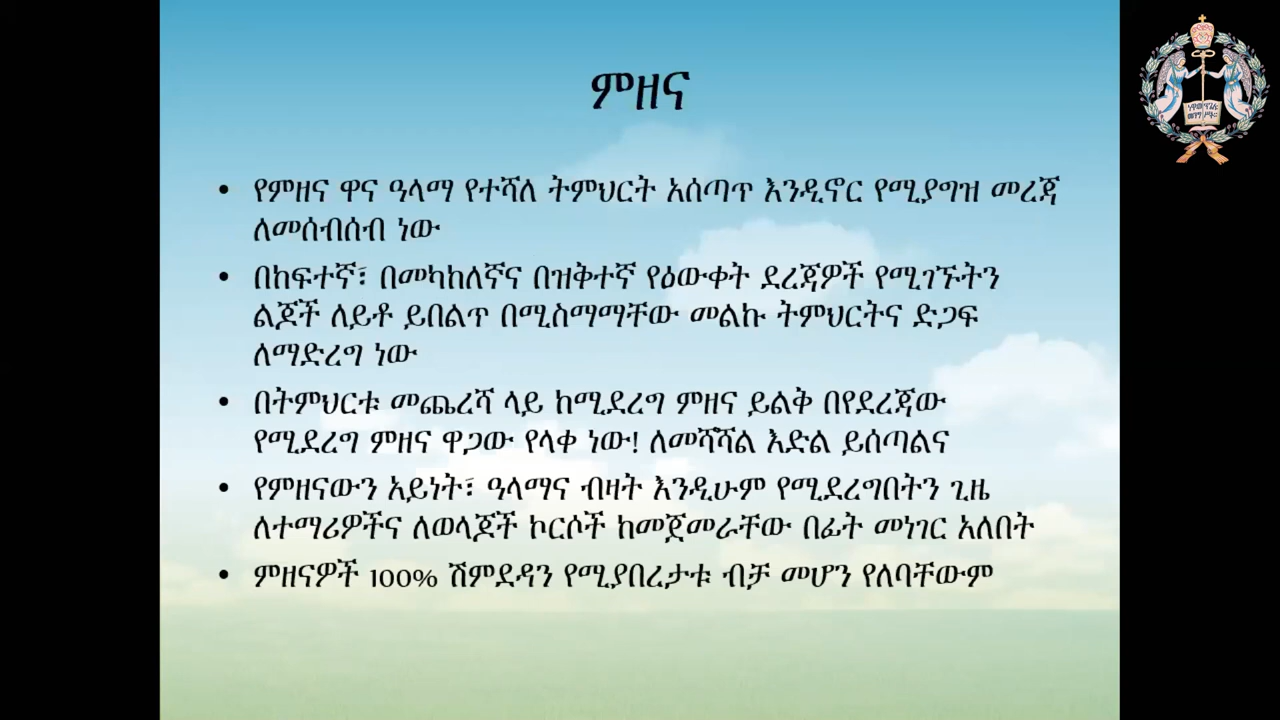 ምዘና
• የምዘና ዋና ዓላማ የተሻለ ትምህርት አሰጣጥ እንዲኖር የሚያግዝ መረጃ
ለመሰብሰብ ነው
• በከፍተኛ፣ በመካከለኛና በዝቅተኛ የዕውቀት ደረጃዎች የሚገኙትን
ልጆች ለይቶ ይበልጥ በሚስማማቸው መልኩ ትምህርትና ድጋፍ
ለማድረግ ነው
• በትምህርቱ መጨረሻ ላይ ከሚደረግ ምዘና ይልቅ በየደረጃው
የሚደረግ ምዘና ዋጋው የላቀ ነው! ለመሻሻል እድል ይሰጣልና
• የምዘናውን አይነት፣ ዓላማና ብዛት እንዲሁም የሚደረግበትን ጊዜ
ለተማሪዎችና ለወላጆች ኮርሶች ከመጀመራቸው በፊት መነገር አለበት
• ምዘናዎች 100% ሽምደዳን የሚያበረታቱ ብቻ መሆን የለባቸውም